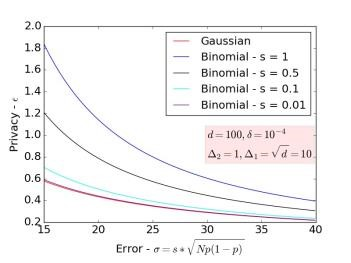 2.0
1.8
1.6
1.4
1.2
1.0
0.8
0.6
0.4
0.2
Privacy - ϵ
Gaussian
Binomial - s = 1
Binomial - s = 0.5
Binomial - s = 0.1
Binomial - s = 0.01
d = 100, δ = 10⁻⁴
Δ₂ = 1, Δ₁ = √d = 10
15 20 25 30 35 40
Error - σ = s * √Np(1 − p)